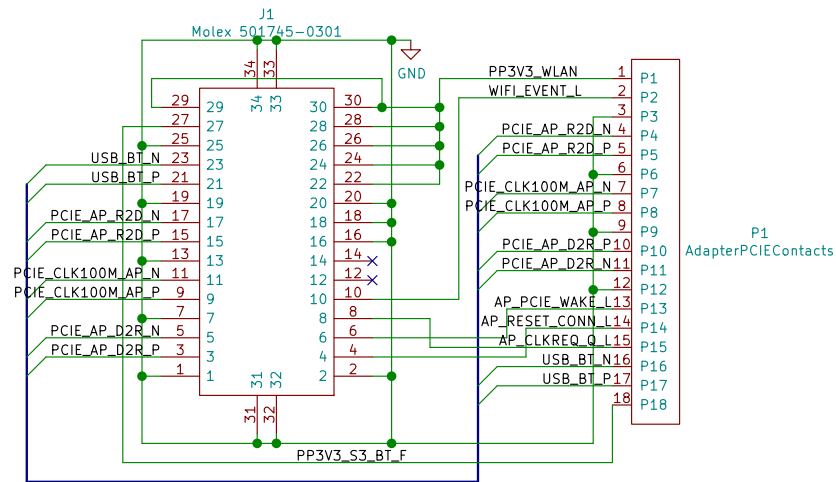 J1
Molex 501745-0301
GND
34
33
PP3V3_WLAN
1 P1
WIFI_EVENT_L
2 P2
3 P3
PCIE_AP_R2D_N
4 P4
PCIE_AP_R2D_P
5 P5
6 P6
PCIE_CLK100M_AP_N
7 P7
PCIE_CLK100M_AP_P
8 P8
9 P9
PCIE_AP_D2R_P
10 P10
PCIE_AP_D2R_N
11 P11
12 P12
AP_PCIE_WAKE_L
13 P13
AP_RESET_CONN_L
14 P14
AP_CLKREQ_Q_L
15 P15
USB_BT_N
16 P16
USB_BT_P
17 P17
18 P18
P1
AdapterPCIEContacts
34
33
29 29 30 30
27 27 28 28
25 25 26 26
USB_BT_N
23 23 24 24
USB_BT_P
21 21 22 22
19 19 20 20
PCIE_AP_R2D_N
17 17 18 18
PCIE_AP_R2D_P
15 15 16 16
13 13 14 14
PCIE_CLK100M_AP_N
11 11 12 12
PCIE_CLK100M_AP_P
9 9 10 10
7 7 8 8
PCIE_AP_D2R_N
5 5 6 6
PCIE_AP_D2R_P
3 3 4 4
1 1 2 2
31
32
31
32
PP3V3_S3_BT_F